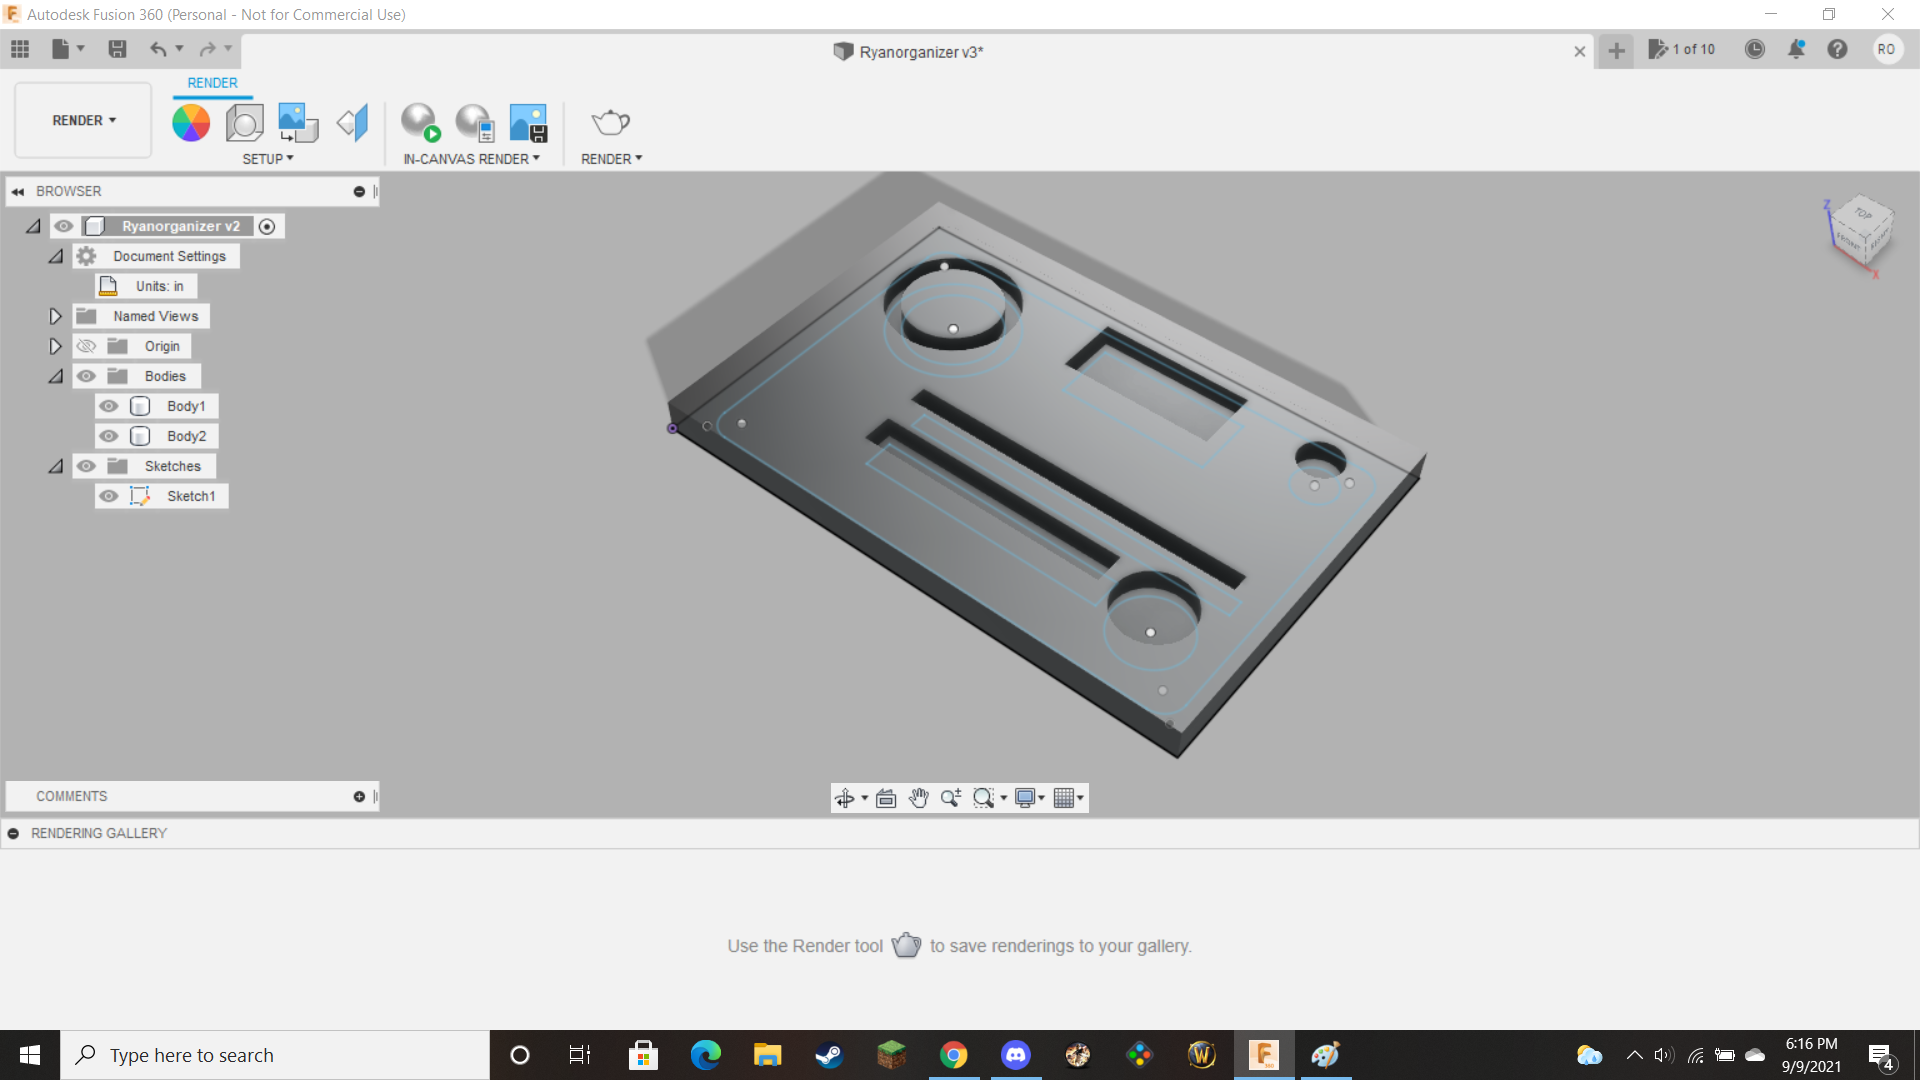 Autodesk Fusion 360 (Personal - Not for Commercial Use)
Ryanorganizer v3*
1 of 10
RO
RENDER
RENDER
SETUP
IN-CANVAS RENDER
RENDER
BROWSER
Ryanorganizer v2
Document Settings
Units: in
Named Views
Origin
Bodies
Body1
Body2
Sketches
Sketch1
Z
TOP
FRONT
X
COMMENTS
RENDERING GALLERY
Use the Render tool to save renderings to your gallery.
Type here to search
6:16 PM
9/9/2021
4